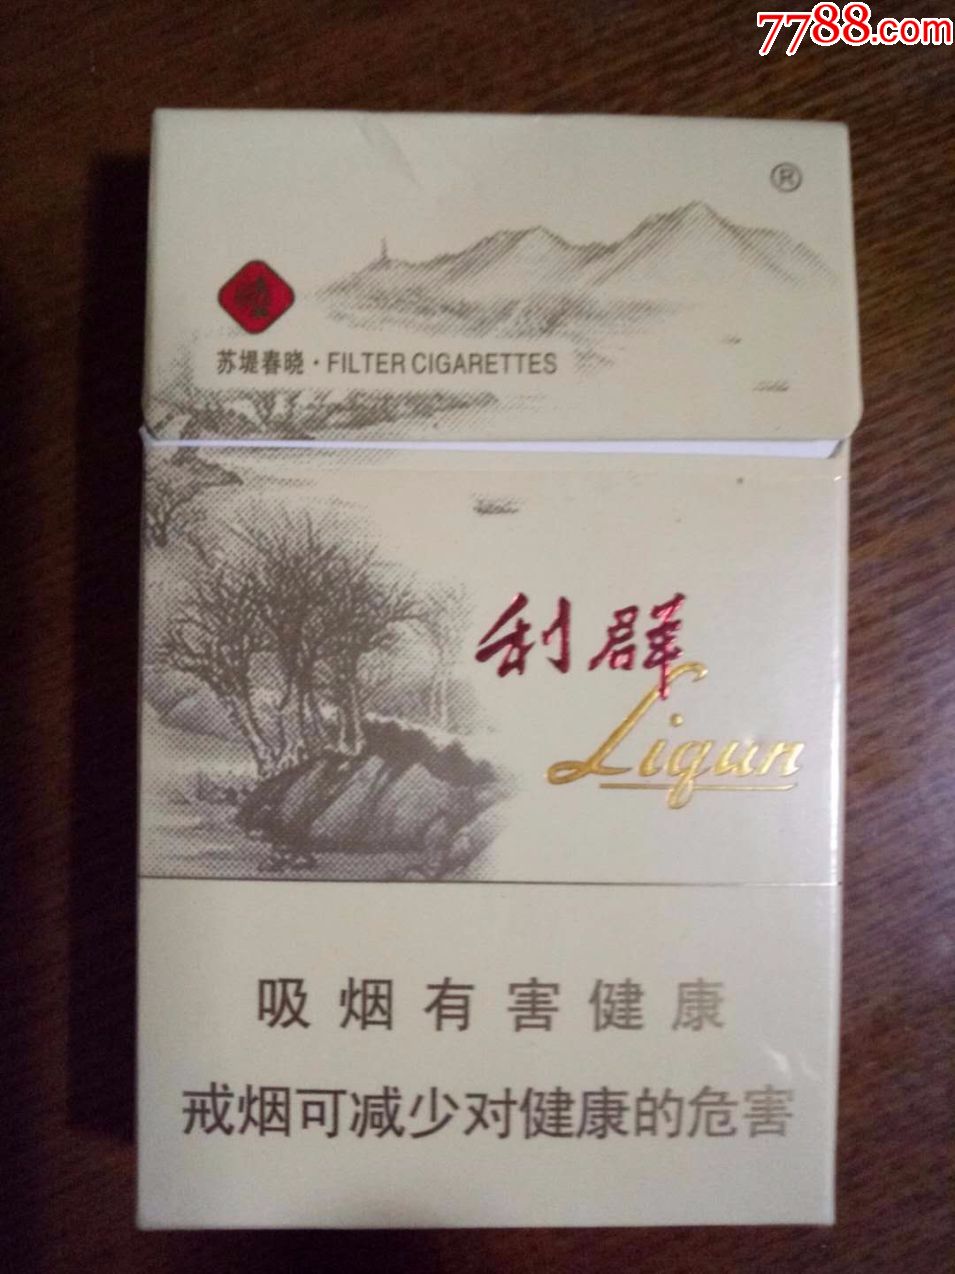 7788.com
®
苏堤春晓·FILTER CIGARETTES
利群
Liqun
吸烟有害健康
戒烟可减少对健康的危害